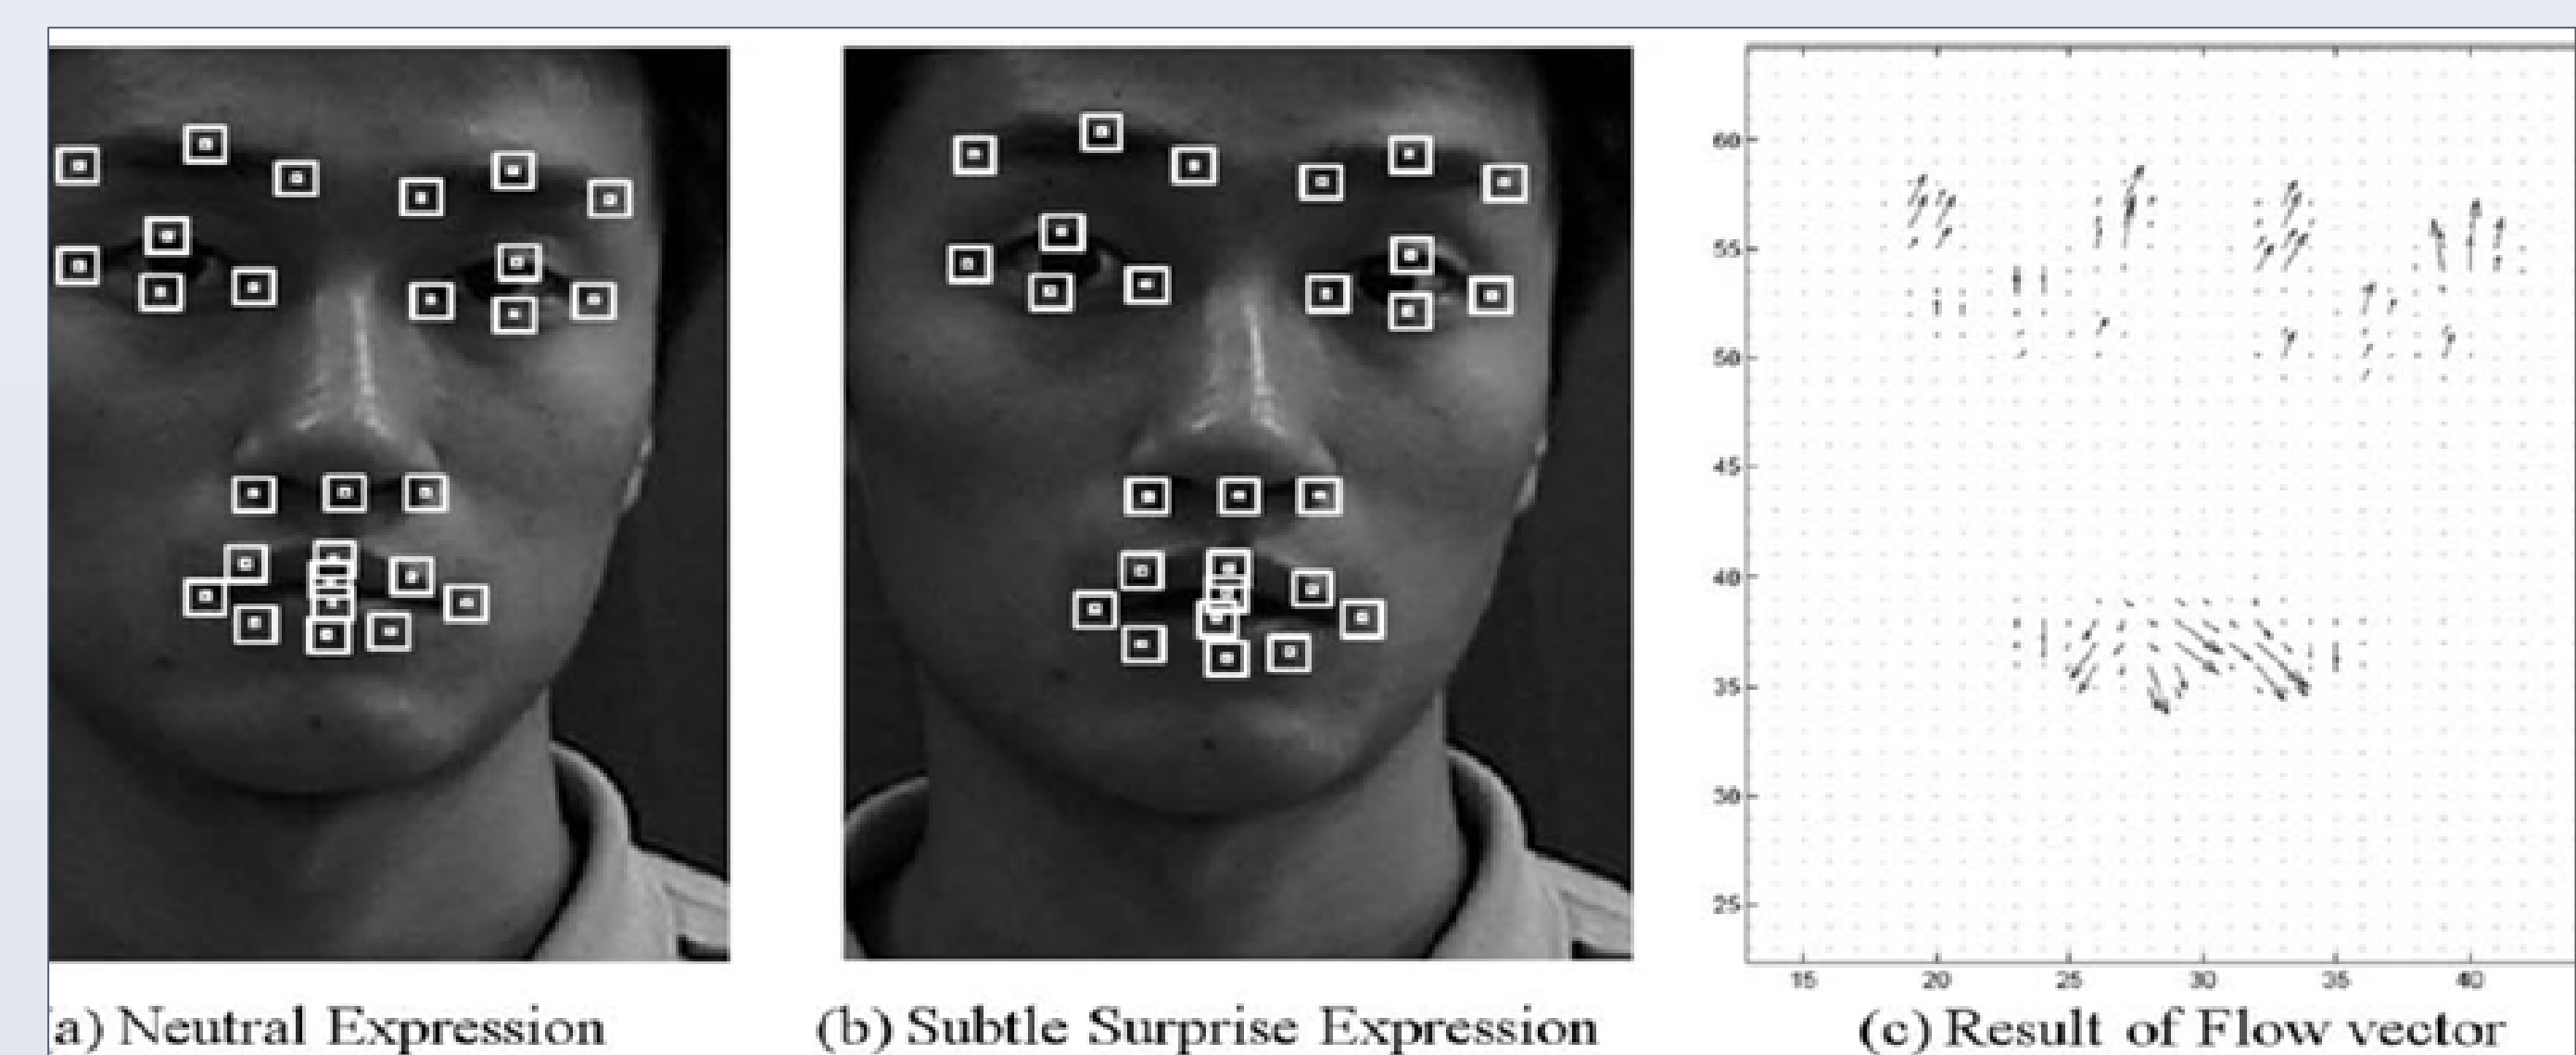 a) Neutral Expression
(b) Subtle Surprise Expression
60
55
50
45
40
35
30
25
15 20 25 30 35 40
(c) Result of Flow vector